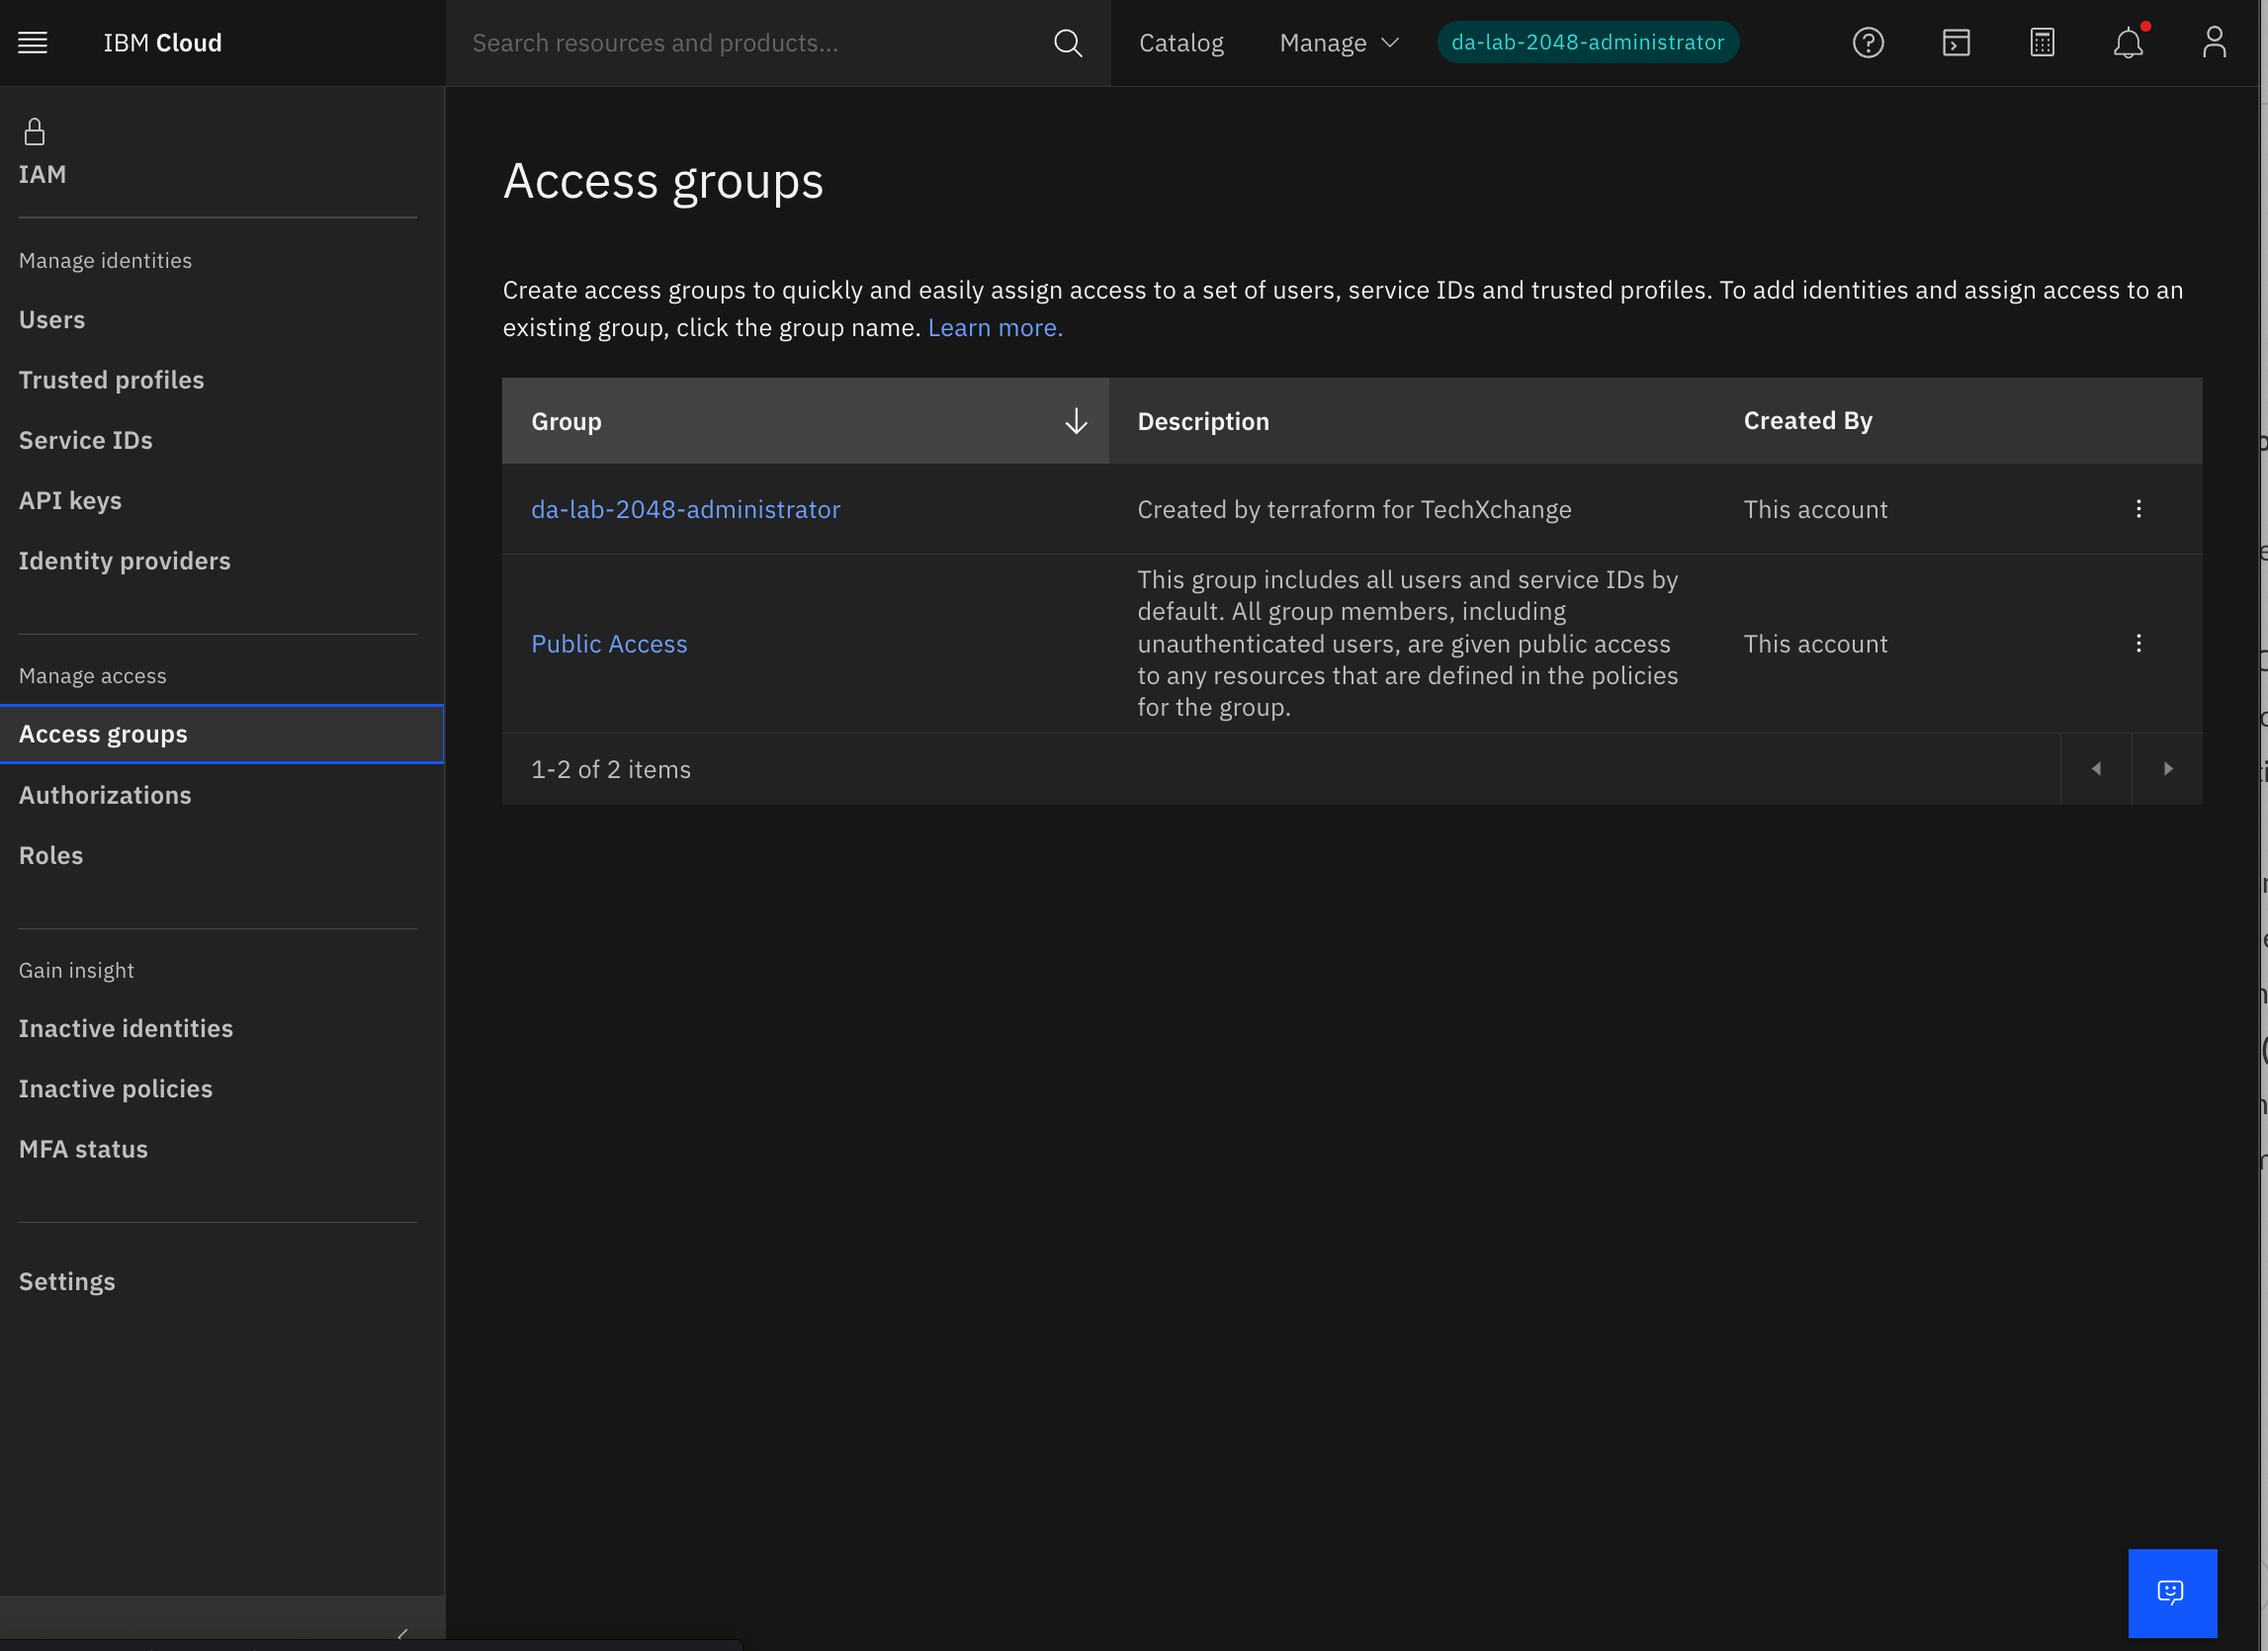 IBM Cloud
Search resources and products...
Catalog
Manage
da-lab-2048-administrator
IAM
Manage identities
Users
Trusted profiles
Service IDs
API keys
Identity providers
Manage access
Access groups
Authorizations
Roles
Gain insight
Inactive identities
Inactive policies
MFA status
Settings
Access groups
Create access groups to quickly and easily assign access to a set of users, service IDs and trusted profiles. To add identities and assign access to an
existing group, click the group name. Learn more.
Group
Description
Created By
da-lab-2048-administrator
Created by terraform for TechXchange
This account
Public Access
This group includes all users and service IDs by
default. All group members, including
unauthenticated users, are given public access
to any resources that are defined in the policies
for the group.
This account
1-2 of 2 items